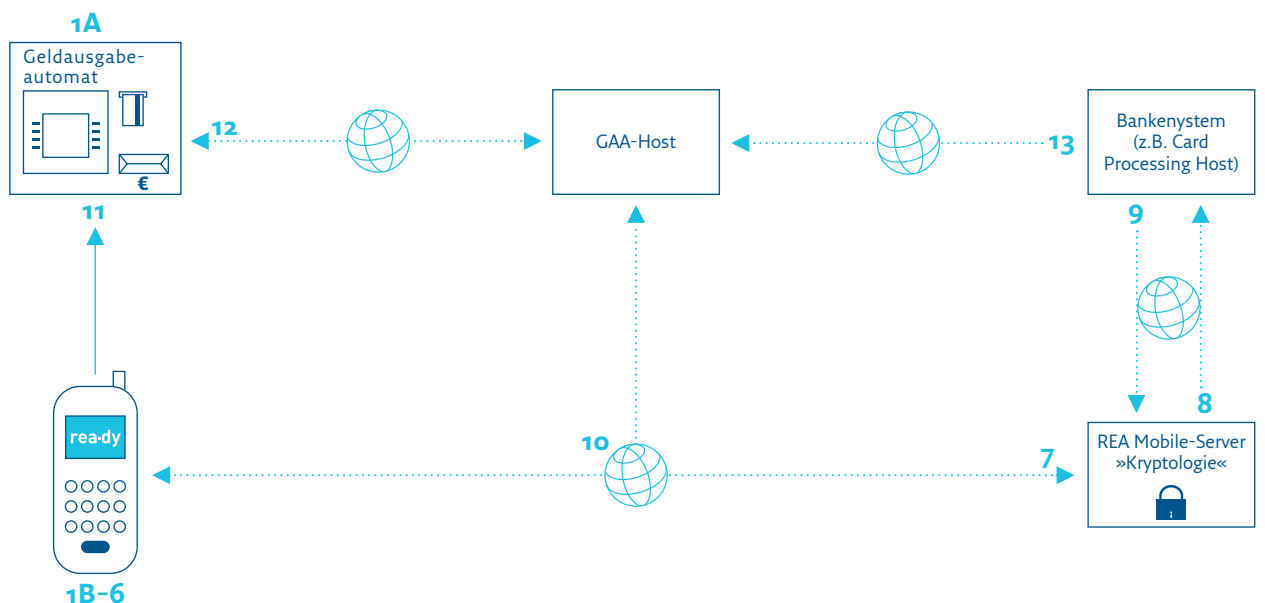 1A
Geldausgabe-
automat
€
11
12
GAA-Host
13
Bankenystem
(z.B. Card
Processing Host)
9
8
rea·dy
1B-6
10
7
REA Mobile-Server
»Kryptologie«